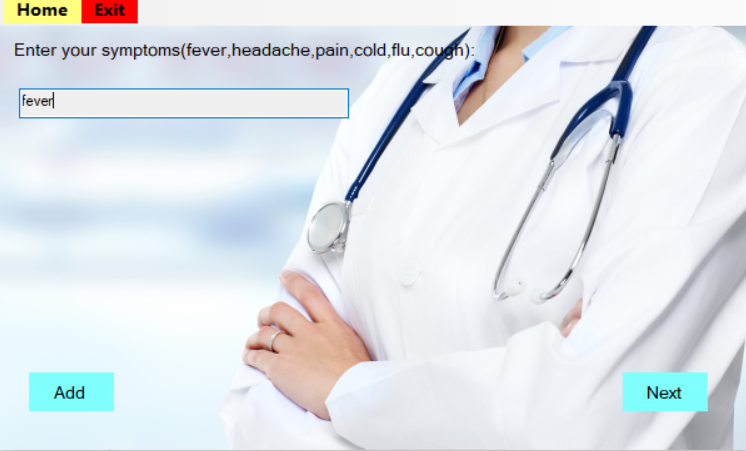 Home Exit
Enter your symptoms(fever,headache,pain,cold,flu,cough):
fever
Add Next